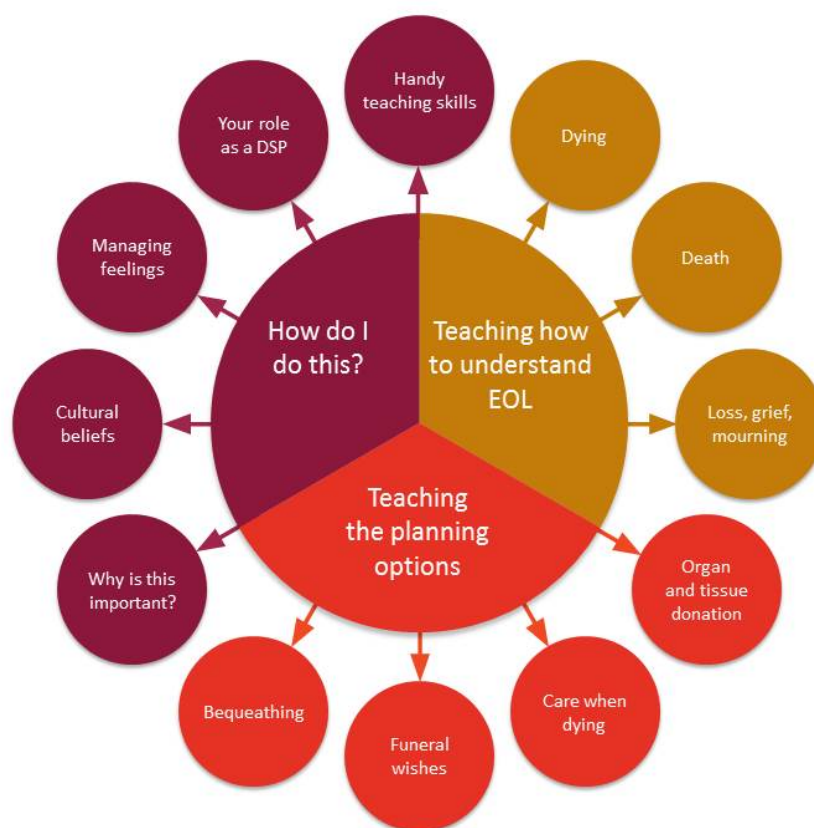 Handy
teaching skills
Dying
Death
Loss, grief,
mourning
Organ
and tissue
donation
Care when
dying
Funeral
wishes
Bequeathing
Why is this
important?
Cultural
beliefs
Managing
feelings
Your role
as a DSP
How do I
do this?
Teaching how
to understand
EOL
Teaching
the planning
options